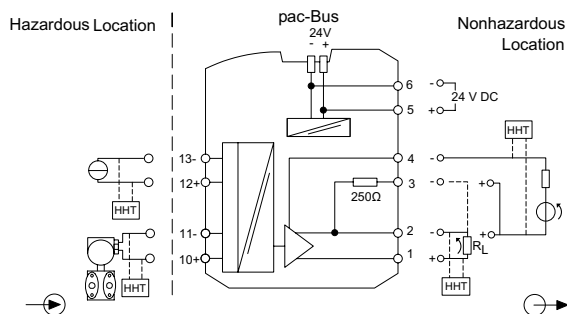 Hazardous Location
pac-Bus
24V
- +
Nonhazardous
Location
6 -
24 V DC
5 +
HHT
13-
4 -
12+
3 -
250Ω
+
HHT
11-
2 -
+
RL
10+
1 +
HHT
HHT